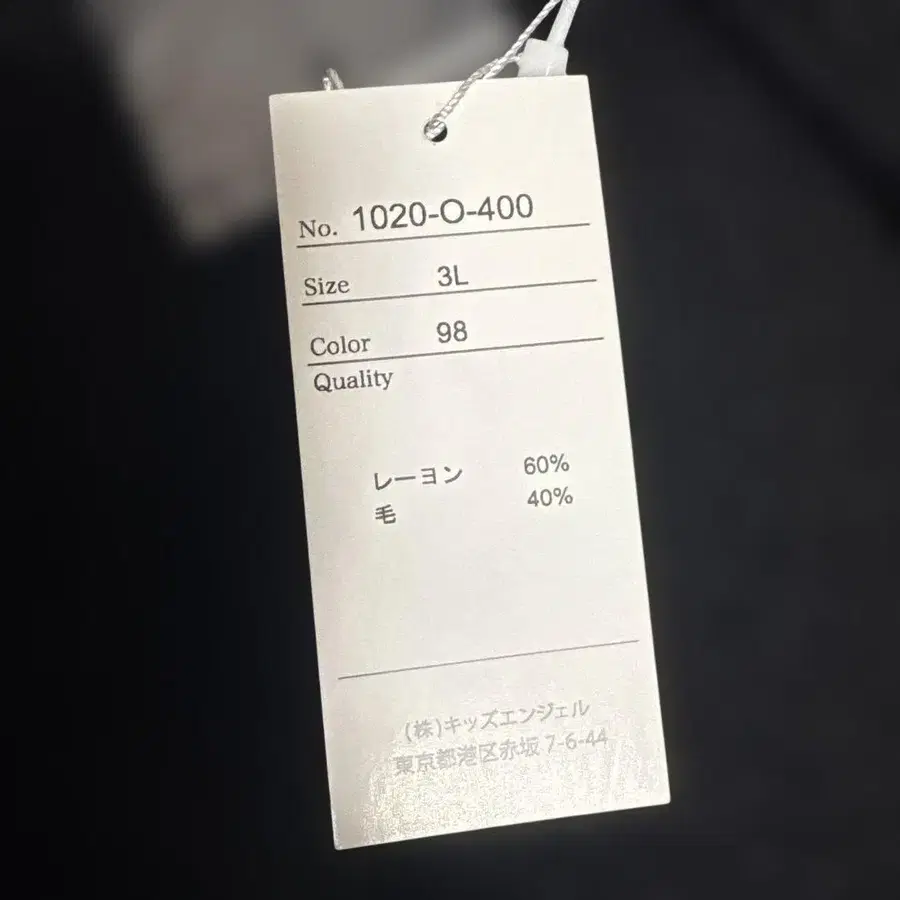 No. 1020-O-400
Size 3L
Color 98
Quality
レーヨン 60%
毛 40%
(株)キッズエンジェル
東京都港区赤坂 7-6-44